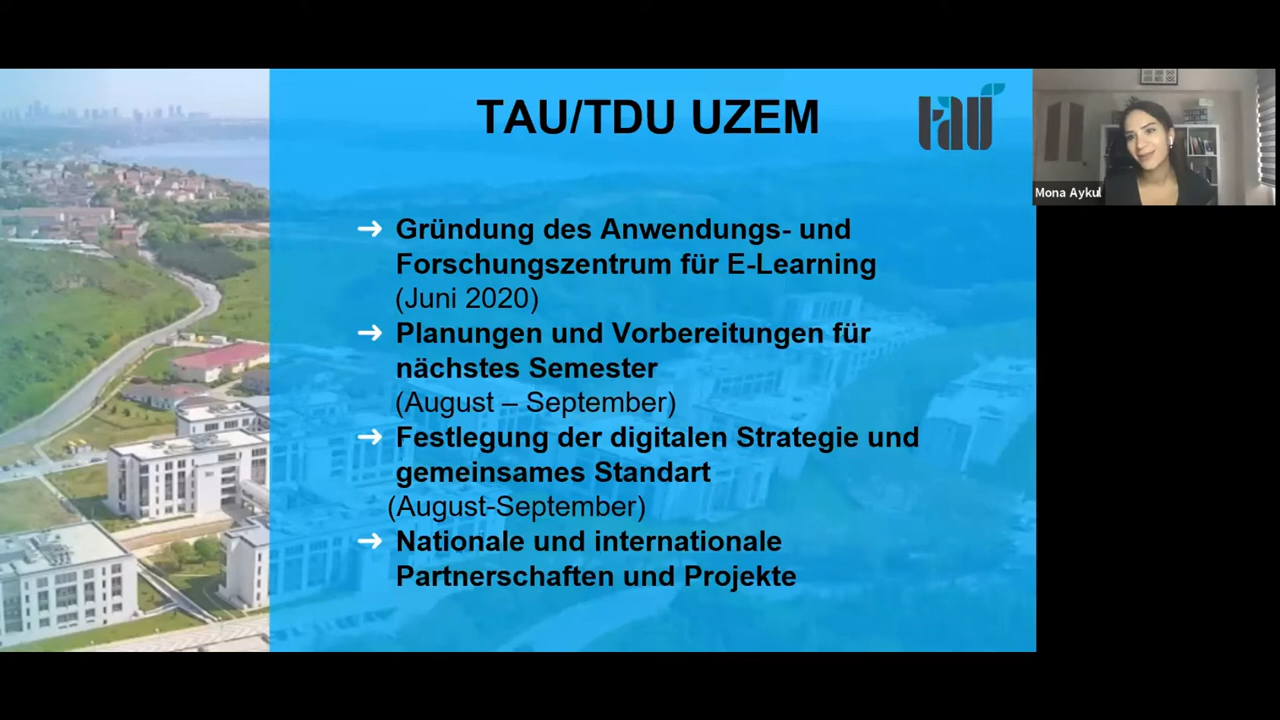 TAU/TDU UZEM
tau
➔ Gründung des Anwendungs- und
Forschungszentrum für E-Learning
(Juni 2020)
➔ Planungen und Vorbereitungen für
nächstes Semester
(August – September)
➔ Festlegung der digitalen Strategie und
gemeinsames Standart
(August-September)
➔ Nationale und internationale
Partnerschaften und Projekte
Mona Aykul